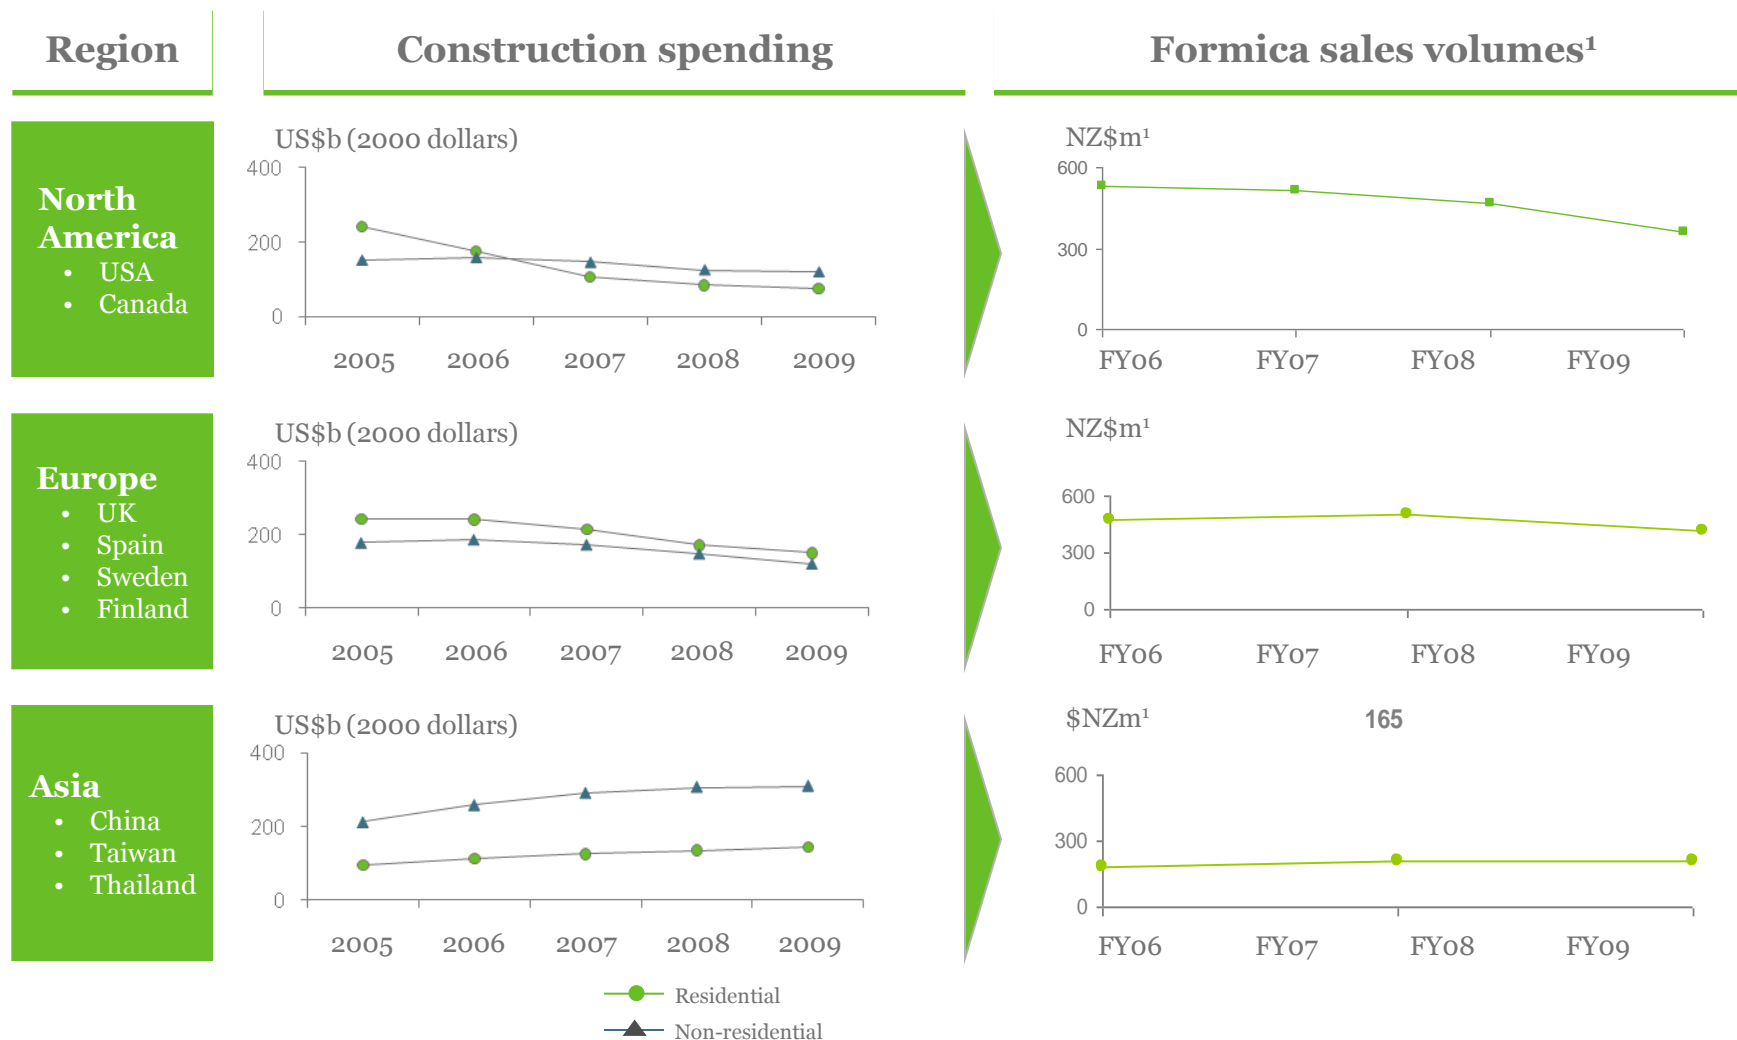 Region
Construction spending
Formica sales volumes¹
North
America
• USA
• Canada
US$b (2000 dollars)
400
200
0
2005 2006 2007 2008 2009
NZ$m¹
600
300
0
FY06 FY07 FY08 FY09
Europe
• UK
• Spain
• Sweden
• Finland
US$b (2000 dollars)
400
200
0
2005 2006 2007 2008 2009
NZ$m¹
600
300
0
FY06 FY07 FY08 FY09
Asia
• China
• Taiwan
• Thailand
US$b (2000 dollars)
400
200
0
2005 2006 2007 2008 2009
$NZm¹
165
600
300
0
FY06 FY07 FY08 FY09
Residential
Non-residential